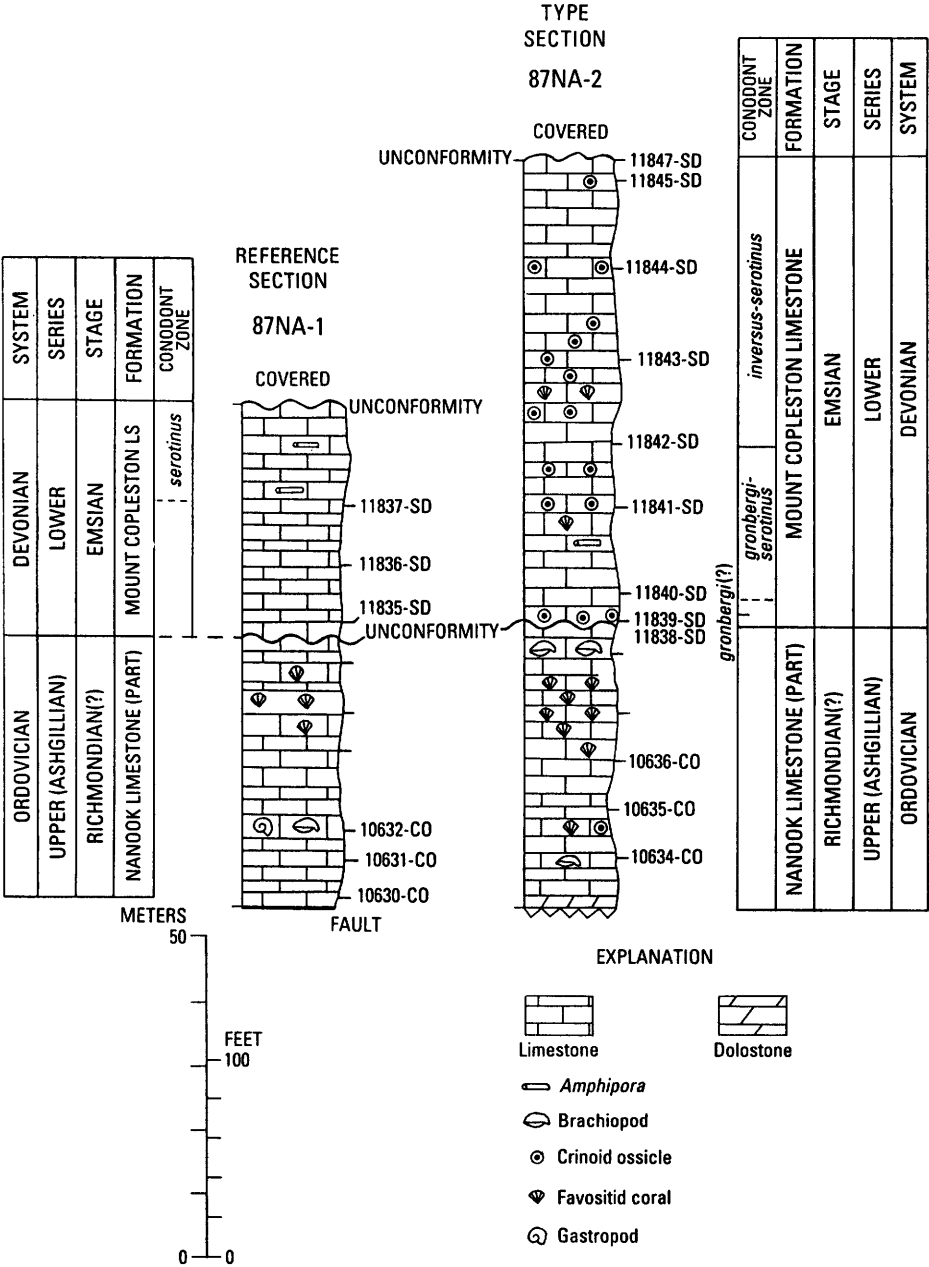 TYPE
SECTION
87NA-2
COVERED
UNCONFORMITY
11847-SD
11845-SD
11844-SD
11843-SD
11842-SD
11841-SD
11840-SD
11839-SD
11838-SD
10636-CO
10635-CO
10634-CO
CONODONT
ZONE
FORMATION
STAGE
SERIES
SYSTEM
inversus-serotinus
gronbergi-
serotinus
gronbergi(?)
MOUNT COPLESTON LIMESTONE
EMSIAN
LOWER
DEVONIAN
NANOOK LIMESTONE (PART)
RICHMONDIAN(?)
UPPER (ASHGILLIAN)
ORDOVICIAN
REFERENCE
SECTION
87NA-1
COVERED
UNCONFORMITY
11837-SD
11836-SD
11835-SD
UNCONFORMITY
10632-CO
10631-CO
10630-CO
FAULT
SYSTEM
SERIES
STAGE
FORMATION
CONODONT
ZONE
DEVONIAN
LOWER
EMSIAN
MOUNT COPLESTON LS
serotinus
ORDOVICIAN
UPPER (ASHGILLIAN)
RICHMONDIAN(?)
NANOOK LIMESTONE (PART)
METERS
50
FEET
100
0
0
EXPLANATION
Limestone
Dolostone
Amphipora
Brachiopod
Crinoid ossicle
Favositid coral
Gastropod